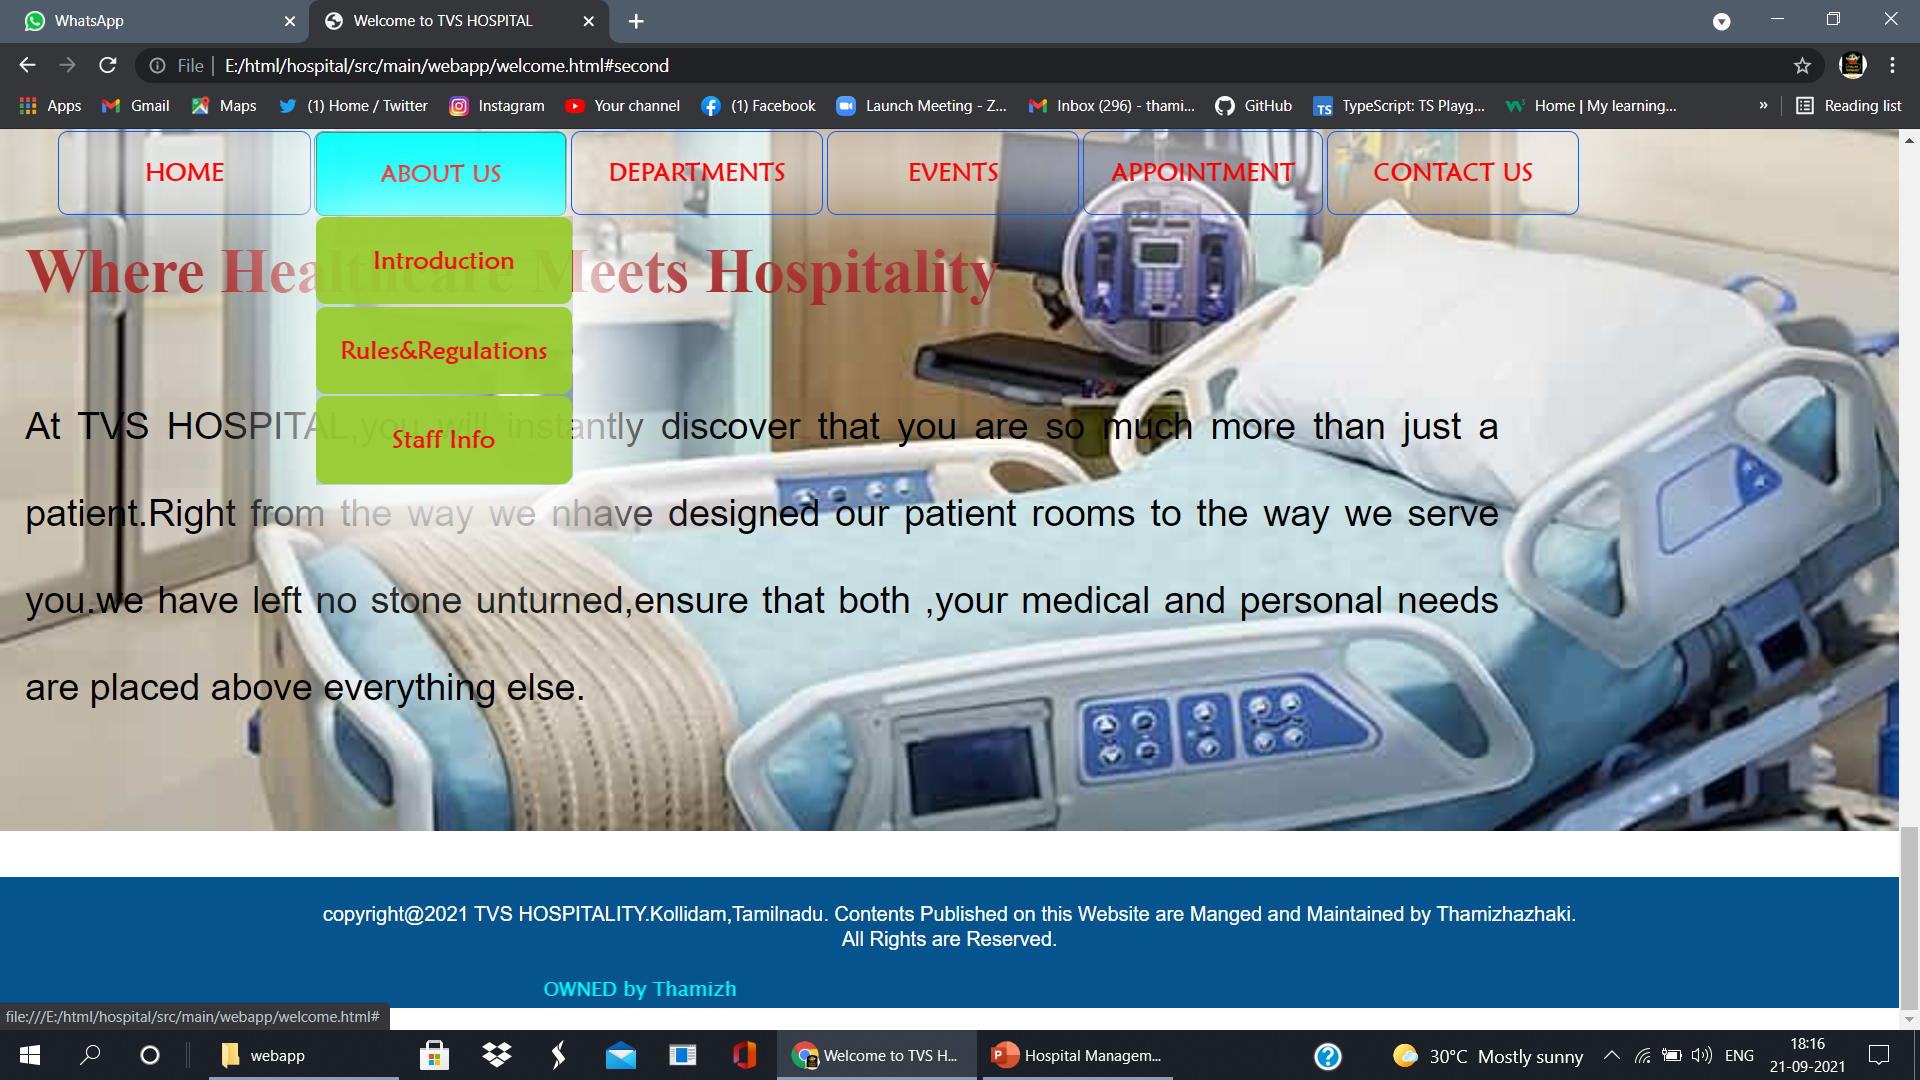 WhatsApp
Welcome to TVS HOSPITAL
File
E:/html/hospital/src/main/webapp/welcome.html#second
Apps
Gmail
Maps
(1) Home / Twitter
Instagram
Your channel
(1) Facebook
Launch Meeting - Z...
Inbox (296) - thami...
GitHub
TS
TypeScript: TS Playg...
Home | My learning...
»
Reading list
HOME
ABOUT US
DEPARTMENTS
EVENTS
APPOINTMENT
CONTACT US
Where Healthcare Meets Hospitality
Introduction
Rules&Regulations
Staff Info
At TVS HOSPITAL,you will instantly discover that you are so much more than just a
patient.Right from the way we nhave designed our patient rooms to the way we serve
you.we have left no stone unturned,ensure that both ,your medical and personal needs
are placed above everything else.
copyright@2021 TVS HOSPITALITY.Kollidam,Tamilnadu. Contents Published on this Website are Manged and Maintained by Thamizhazhaki.
All Rights are Reserved.
OWNED by Thamizh
file:///E:/html/hospital/src/main/webapp/welcome.html#
webapp
Welcome to TVS H...
Hospital Managem...
30°C Mostly sunny
ENG
18:16
21-09-2021